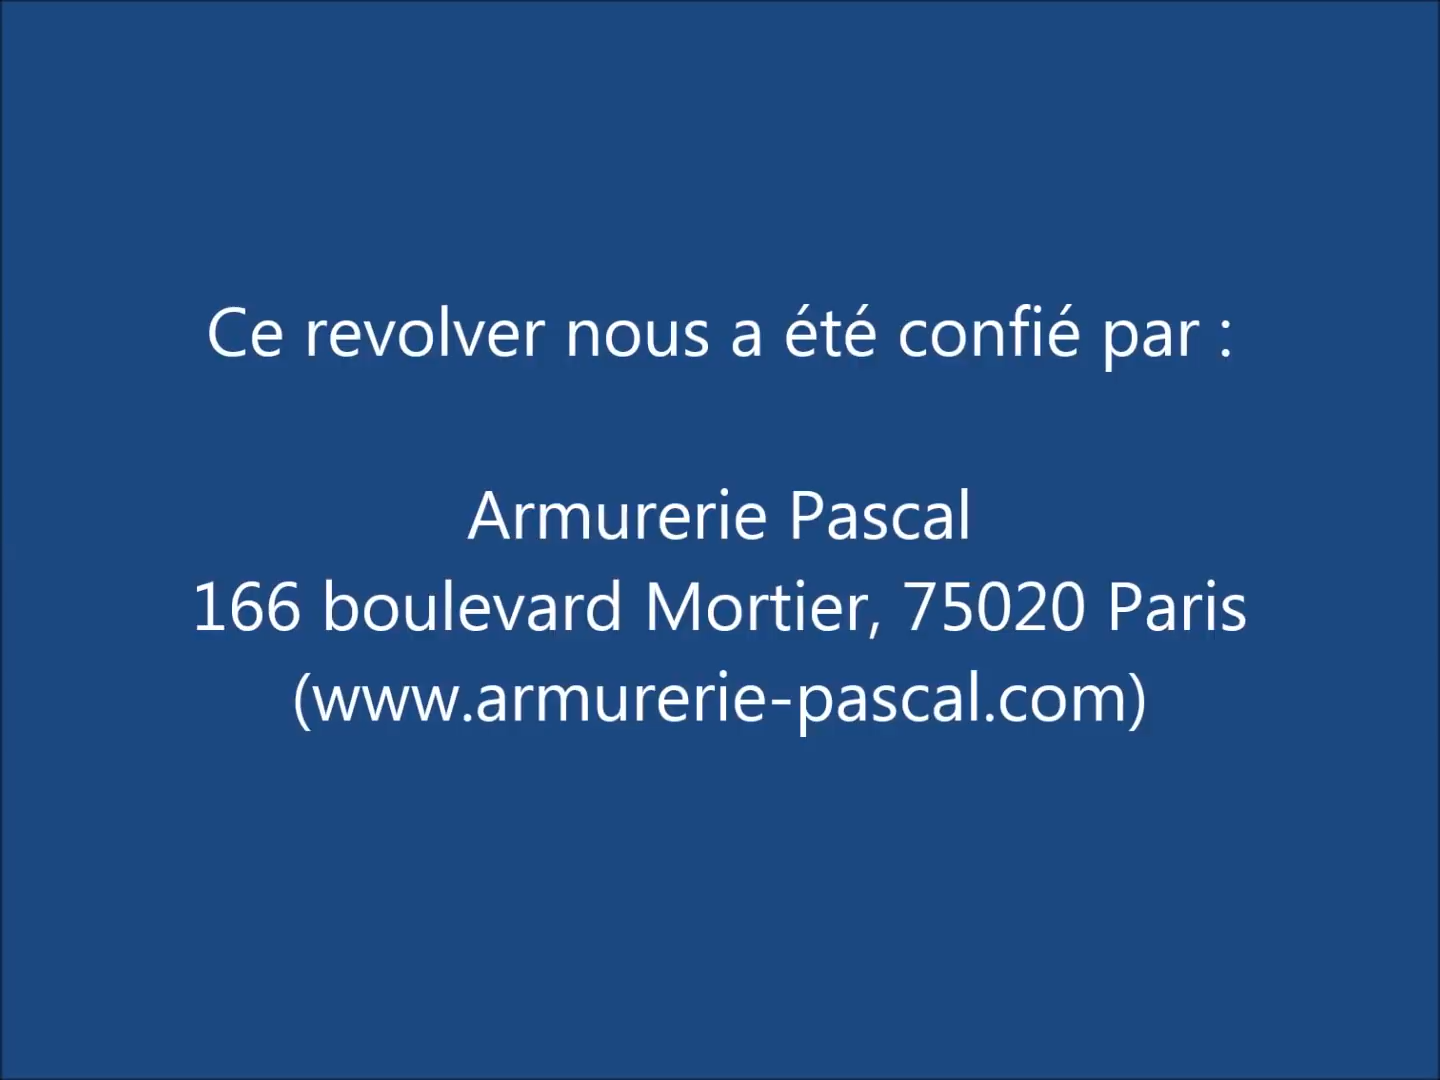 Ce revolver nous a été confié par :
Armurerie Pascal
166 boulevard Mortier, 75020 Paris
(www.armurerie-pascal.com)